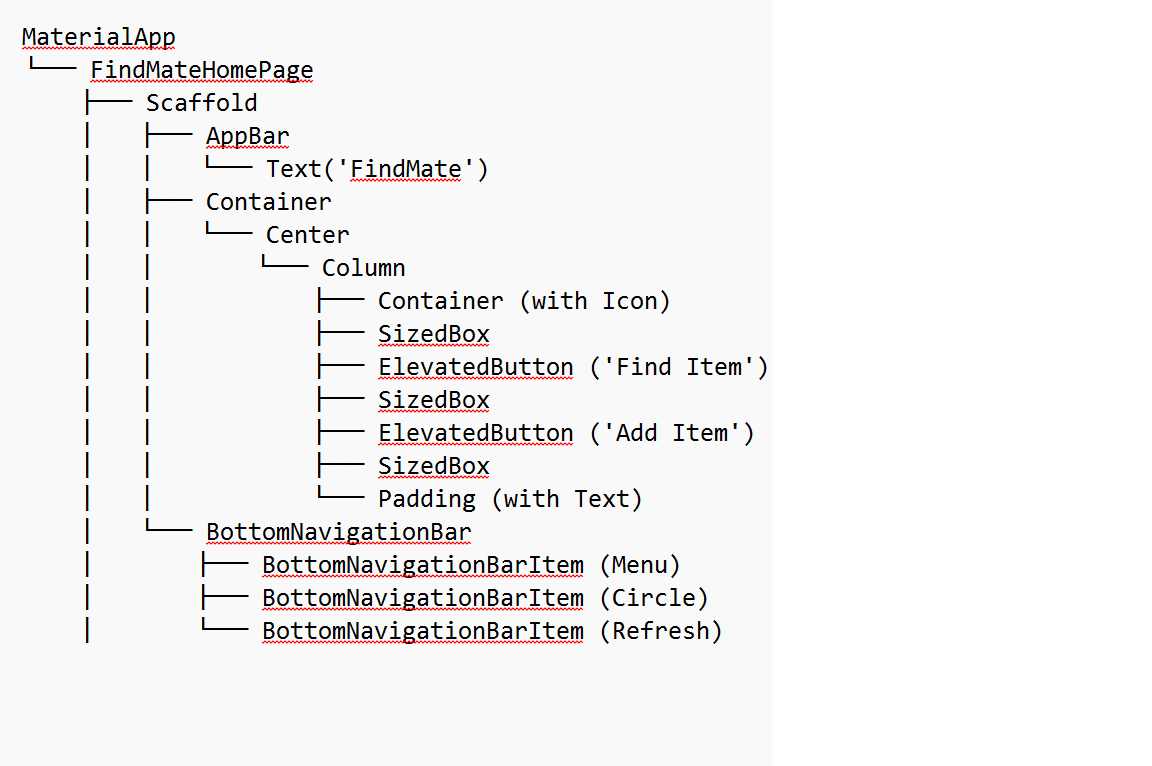 MaterialApp
└── FindMateHomePage
    ├── Scaffold
    │   ├── AppBar
    │   │   └── Text('FindMate')
    │   ├── Container
    │   │   └── Center
    │   │       └── Column
    │   │           ├── Container (with Icon)
    │   │           ├── SizedBox
    │   │           ├── ElevatedButton ('Find Item')
    │   │           ├── SizedBox
    │   │           ├── ElevatedButton ('Add Item')
    │   │           ├── SizedBox
    │   │           └── Padding (with Text)
    │   └── BottomNavigationBar
    │       ├── BottomNavigationBarItem (Menu)
    │       ├── BottomNavigationBarItem (Circle)
    │       └── BottomNavigationBarItem (Refresh)